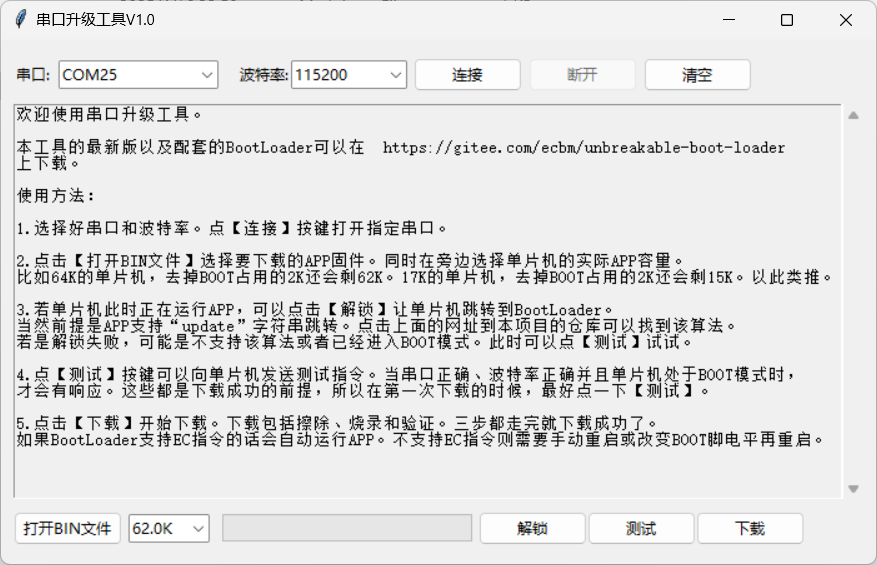 串口升级工具V1.0
串口: COM25 波特率: 115200 连接 断开 清空
欢迎使用串口升级工具。
本工具的最新版以及配套的BootLoader可以在 https://gitee.com/ecbm/unbreakable-boot-loader
上下载。
使用方法:
1.选择好串口和波特率。点【连接】按键打开指定串口。
2.点击【打开BIN文件】选择要下载的APP固件。同时在旁边选择单片机的实际APP容量。
比如64K的单片机，去掉BOOT占用的2K还会剩62K。17K的单片机，去掉BOOT占用的2K还会剩15K。以此类推。
3.若单片机此时正在运行APP，可以点击【解锁】让单片机跳转到BootLoader。
当然前提是APP支持“update”字符串跳转。点击上面的网址到本项目的仓库可以找到该算法。
若是解锁失败，可能是不支持该算法或者已经进入BOOT模式。此时可以点【测试】试试。
4.点【测试】按键可以向单片机发送测试指令。当串口正确、波特率正确并且单片机处于BOOT模式时，
才会有响应。这些都是下载成功的前提，所以在第一次下载的时候，最好点一下【测试】。
5.点击【下载】开始下载。下载包括擦除、烧录和验证。三步都走完就下载成功了。
如果BootLoader支持EC指令的话会自动运行APP。不支持EC指令则需要手动重启或改变BOOT脚电平再重启。
打开BIN文件 62.0K 解锁 测试 下载